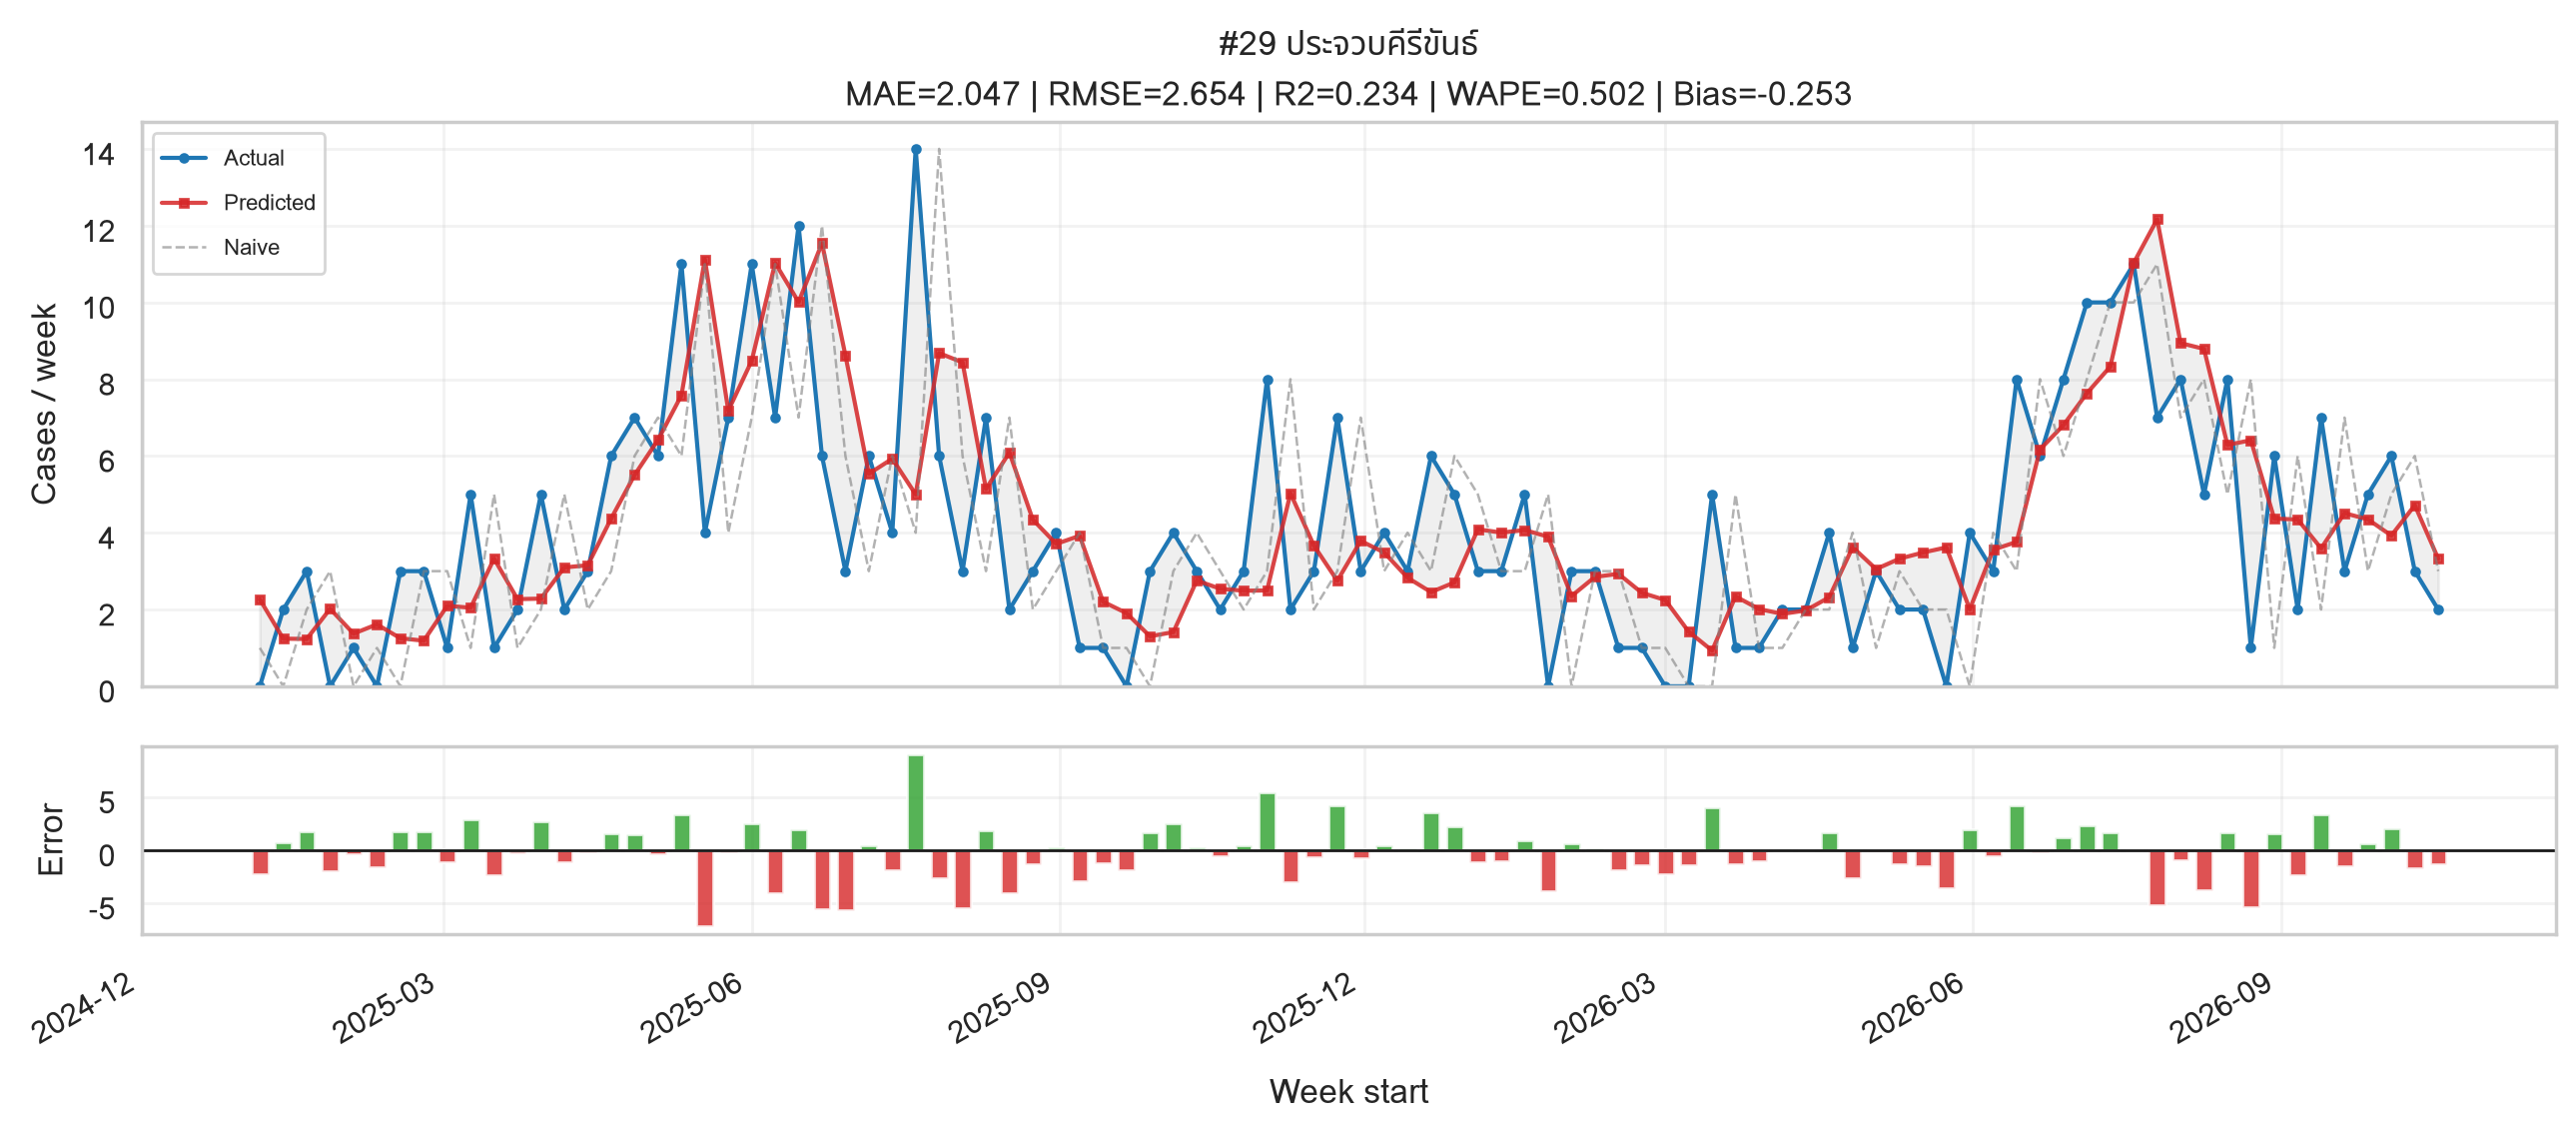 #29 ประจวบคีรีขันธ์
MAE=2.047 | RMSE=2.654 | R2=0.234 | WAPE=0.502 | Bias=-0.253
Actual
Predicted
Naive
Cases / week
14
12
10
8
6
4
2
0
Error
5
0
-5
2024-12
2025-03
2025-06
2025-09
2025-12
2026-03
2026-06
2026-09
Week start